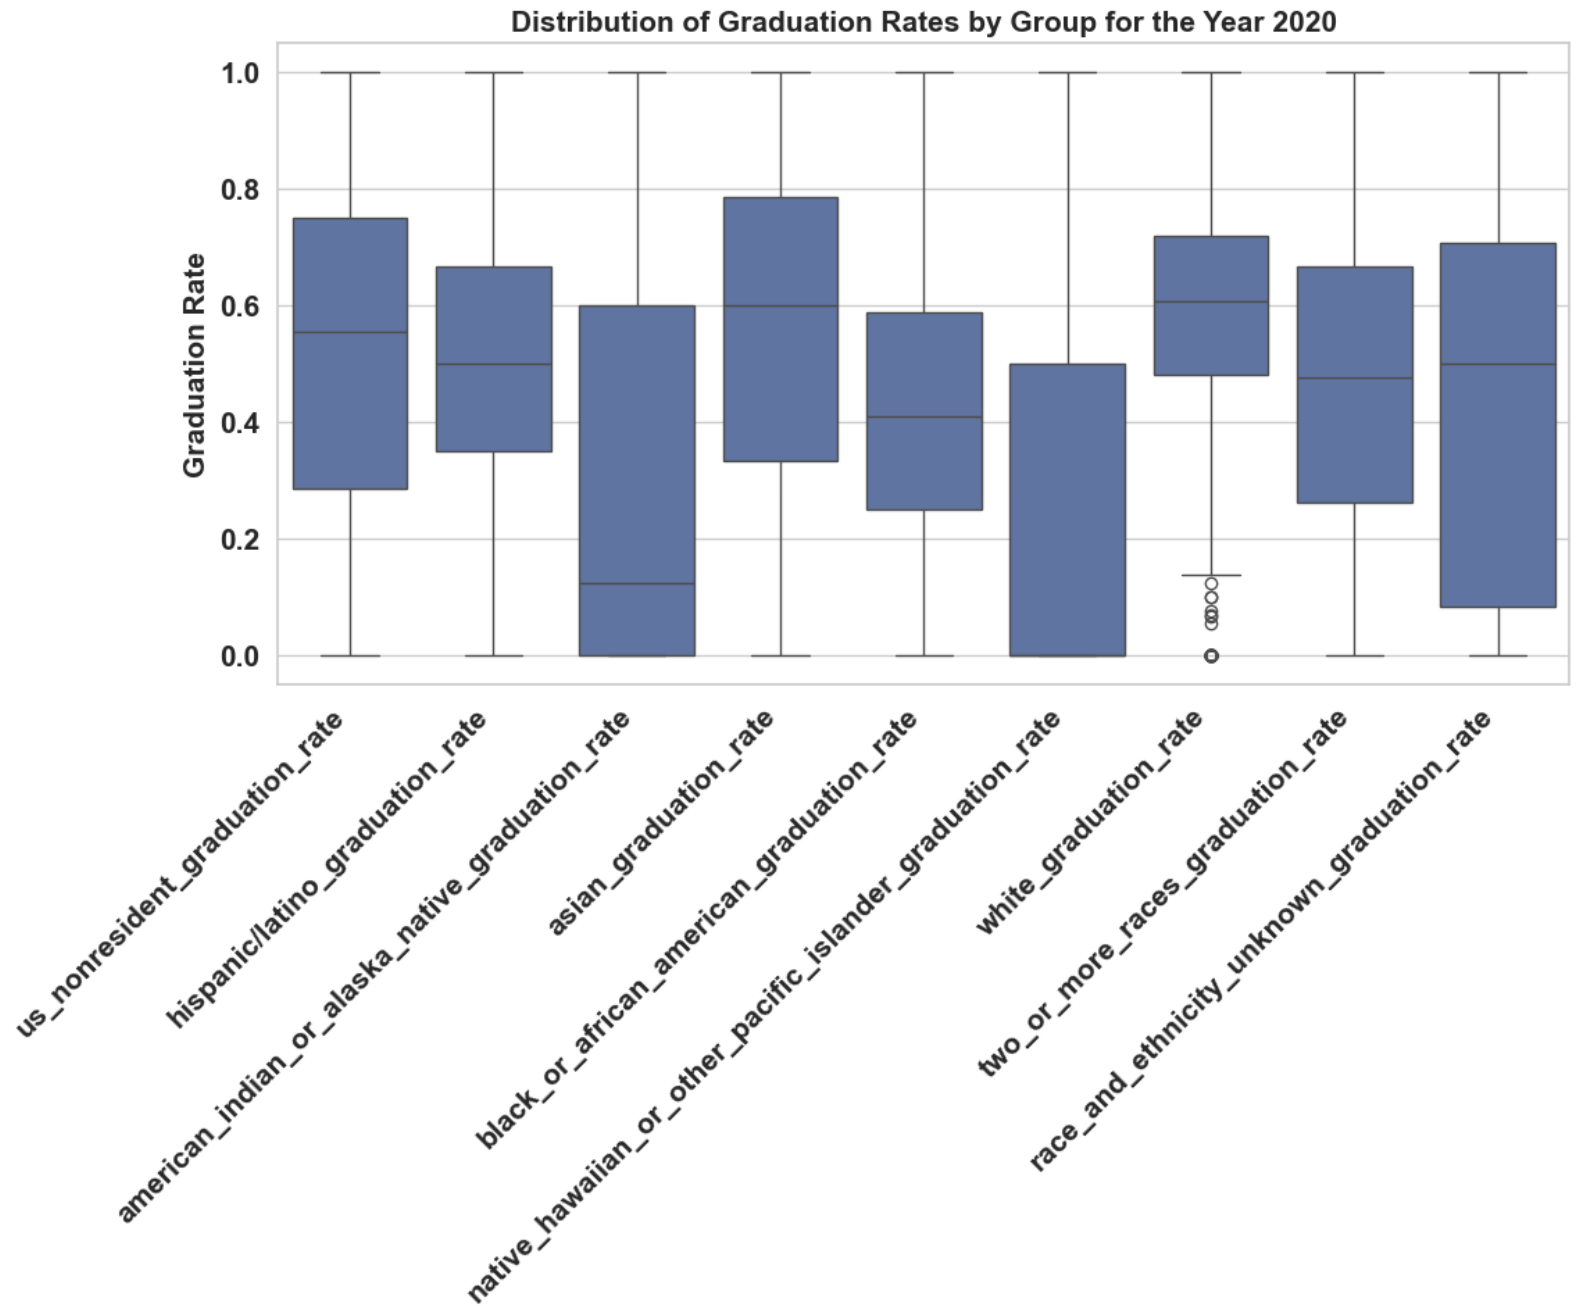 Distribution of Graduation Rates by Group for the Year 2020
Graduation Rate
1.0
0.8
0.6
0.4
0.2
0.0
us_nonresident_graduation_rate
hispanic/latino_graduation_rate
american_indian_or_alaska_native_graduation_rate
asian_graduation_rate
black_or_african_american_graduation_rate
native_hawaiian_or_other_pacific_islander_graduation_rate
white_graduation_rate
two_or_more_races_graduation_rate
race_and_ethnicity_unknown_graduation_rate